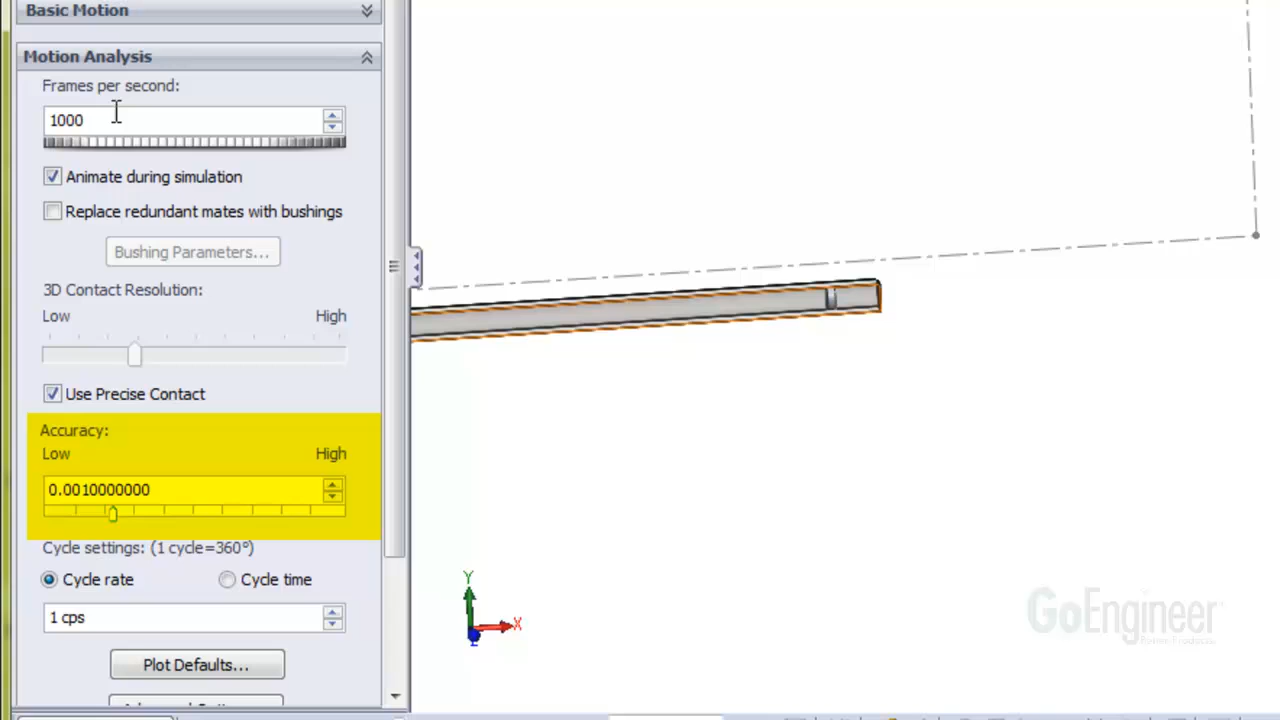 Basic Motion
Motion Analysis
Frames per second:
1000
Animate during simulation
Replace redundant mates with bushings
Bushing Parameters...
3D Contact Resolution:
Low High
Use Precise Contact
Accuracy:
Low High
0.0010000000
Cycle settings: (1 cycle=360°)
Cycle rate Cycle time
1 cps
Plot Defaults...
Y
X
Z
GoEngineer